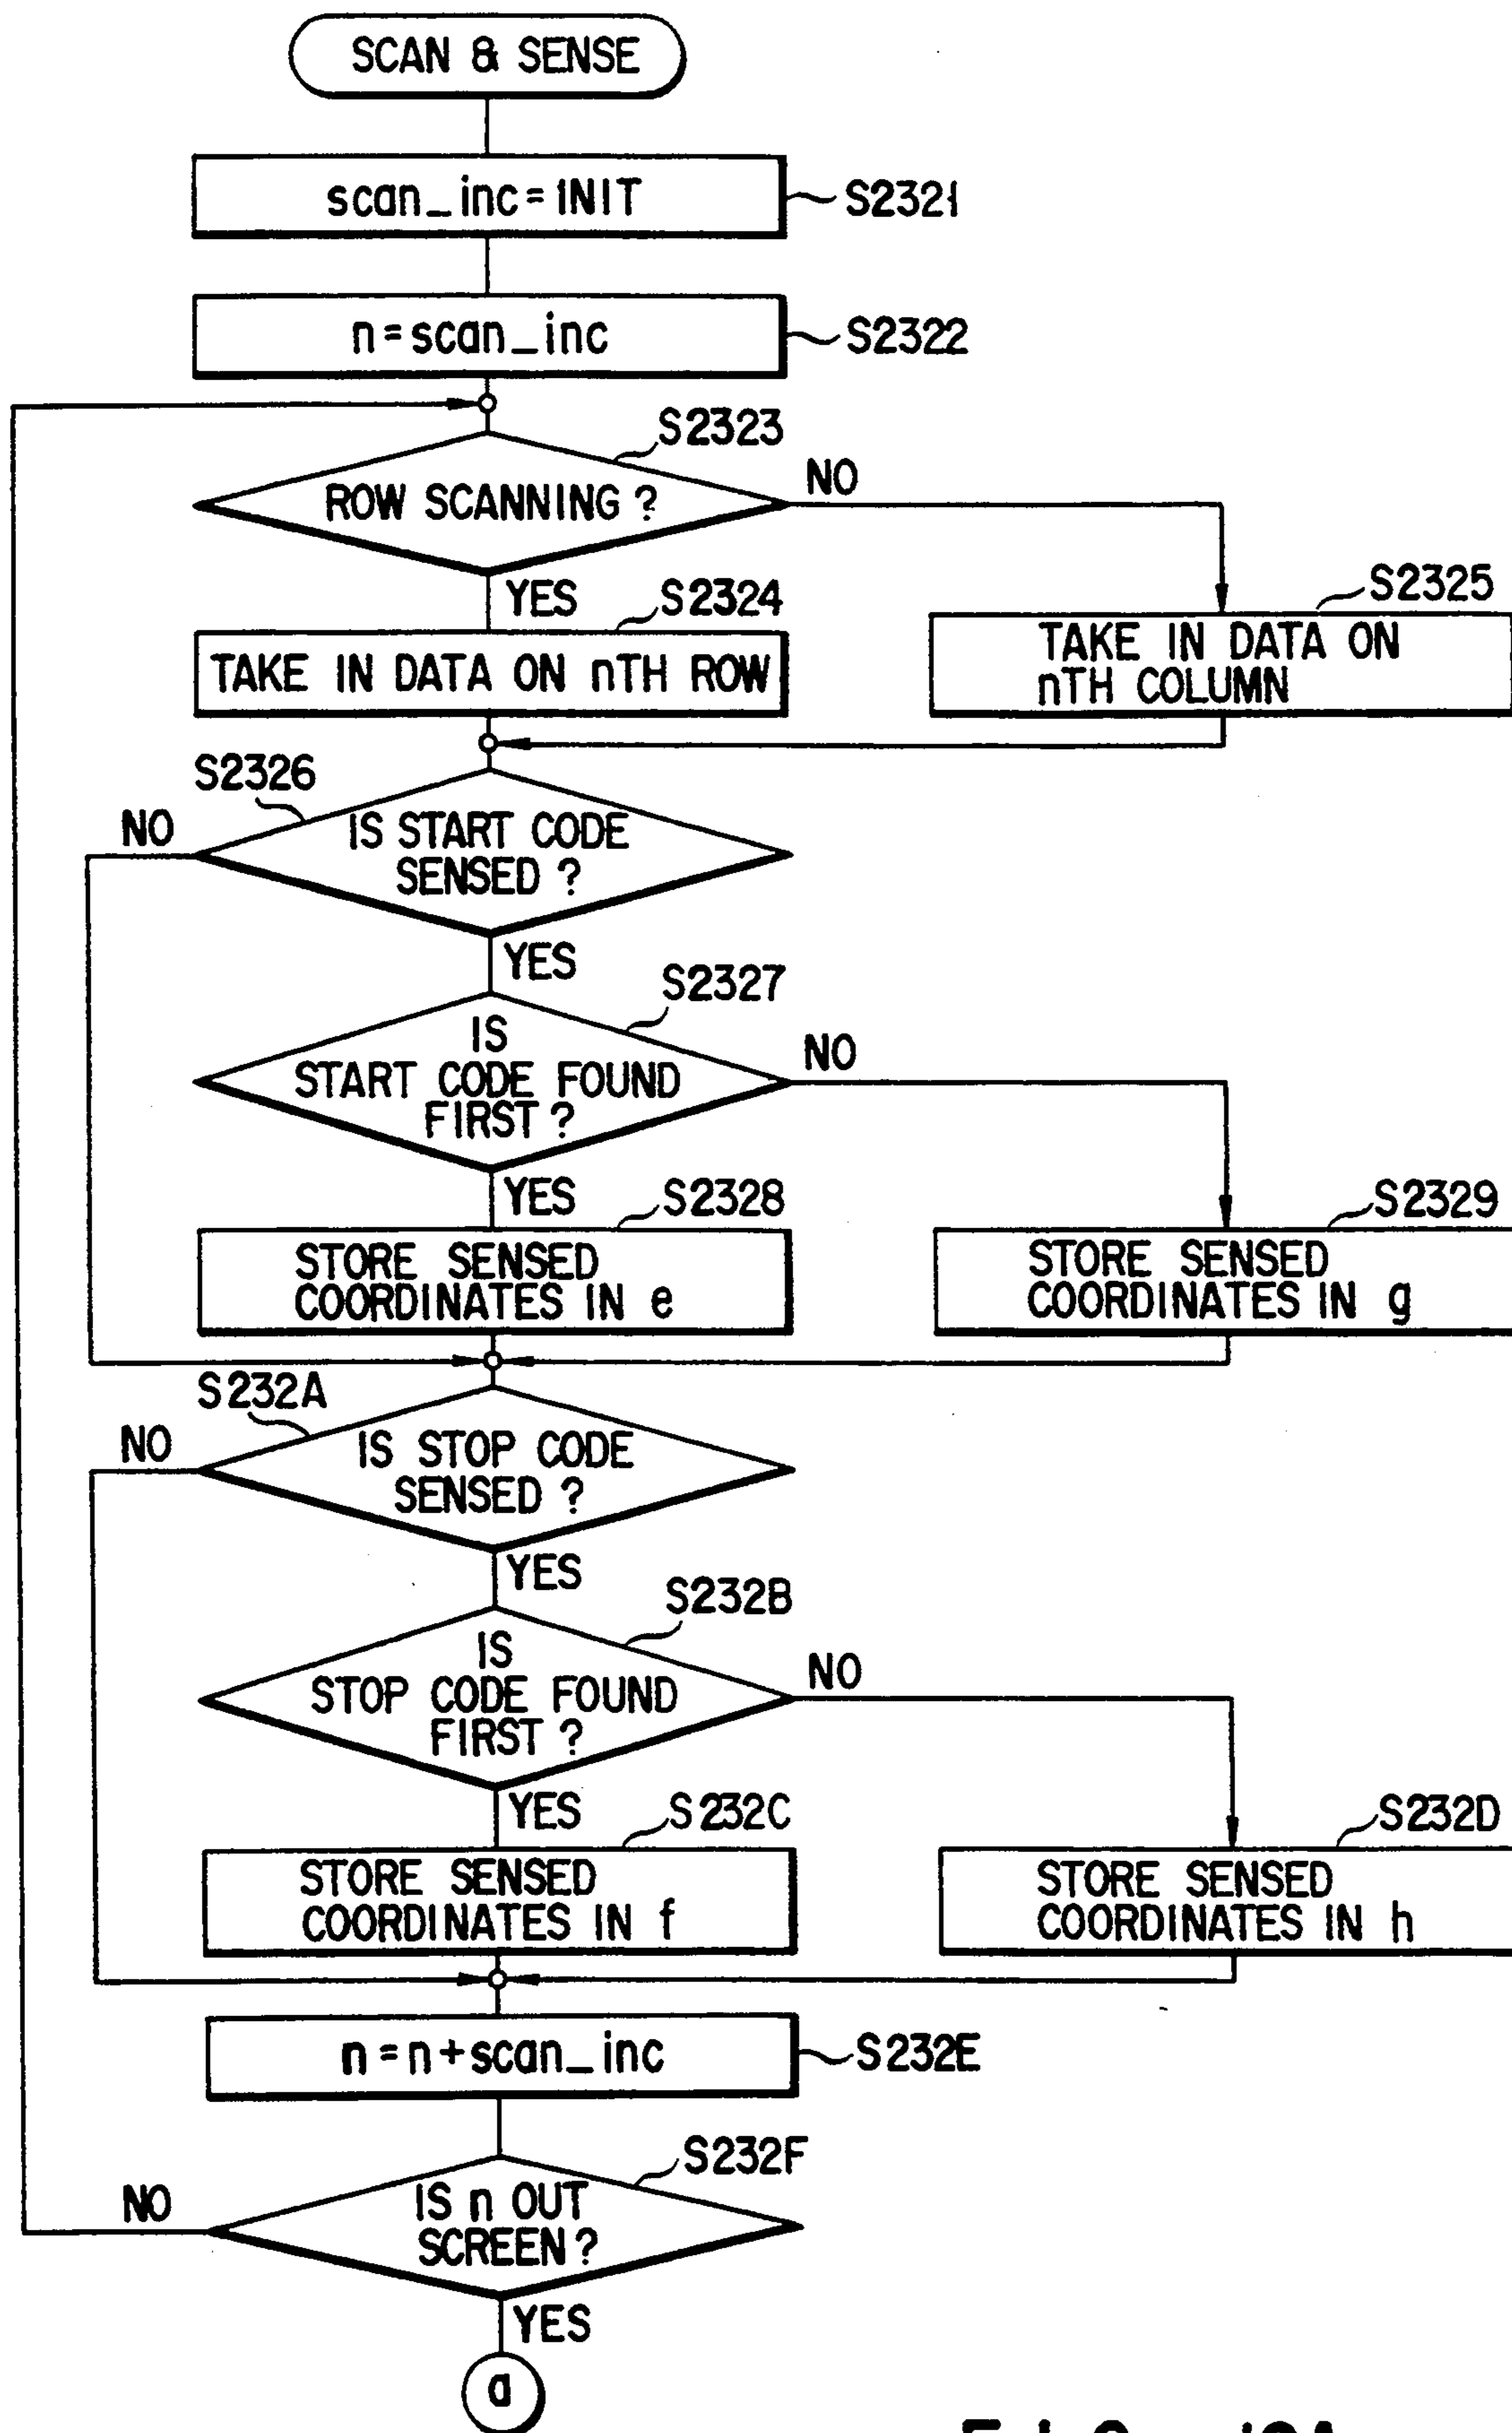 SCAN & SENSE
scan_inc=INIT
S2321
n=scan_inc
S2322
S2323
ROW SCANNING ?
NO
YES
S2324
S2325
TAKE IN DATA ON nTH ROW
TAKE IN DATA ON
nTH COLUMN
S2326
NO
IS START CODE
SENSED ?
YES
S2327
IS
START CODE FOUND
FIRST ?
NO
YES
S2328
S2329
STORE SENSED
COORDINATES IN e
STORE SENSED
COORDINATES IN g
S232A
NO
IS STOP CODE
SENSED ?
YES
S232B
IS
STOP CODE FOUND
FIRST ?
NO
YES
S232C
S232D
STORE SENSED
COORDINATES IN f
STORE SENSED
COORDINATES IN h
n=n+scan_inc
S232E
S232F
NO
IS n OUT
SCREEN ?
YES
a